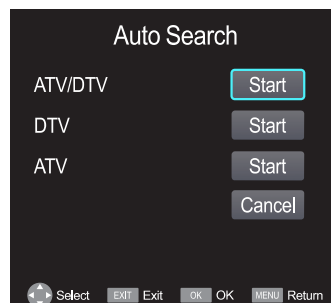 Auto Search
ATV/DTV Start
DTV Start
ATV Start
Cancel
Select EXIT Exit OK OK MENU Return